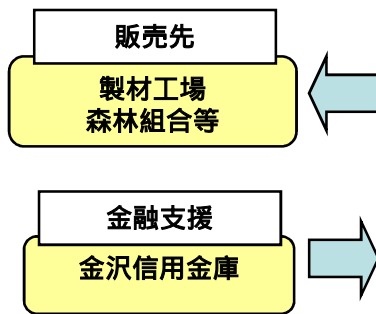 販売先
製材工場
森林組合等
金融支援
金沢信用金庫